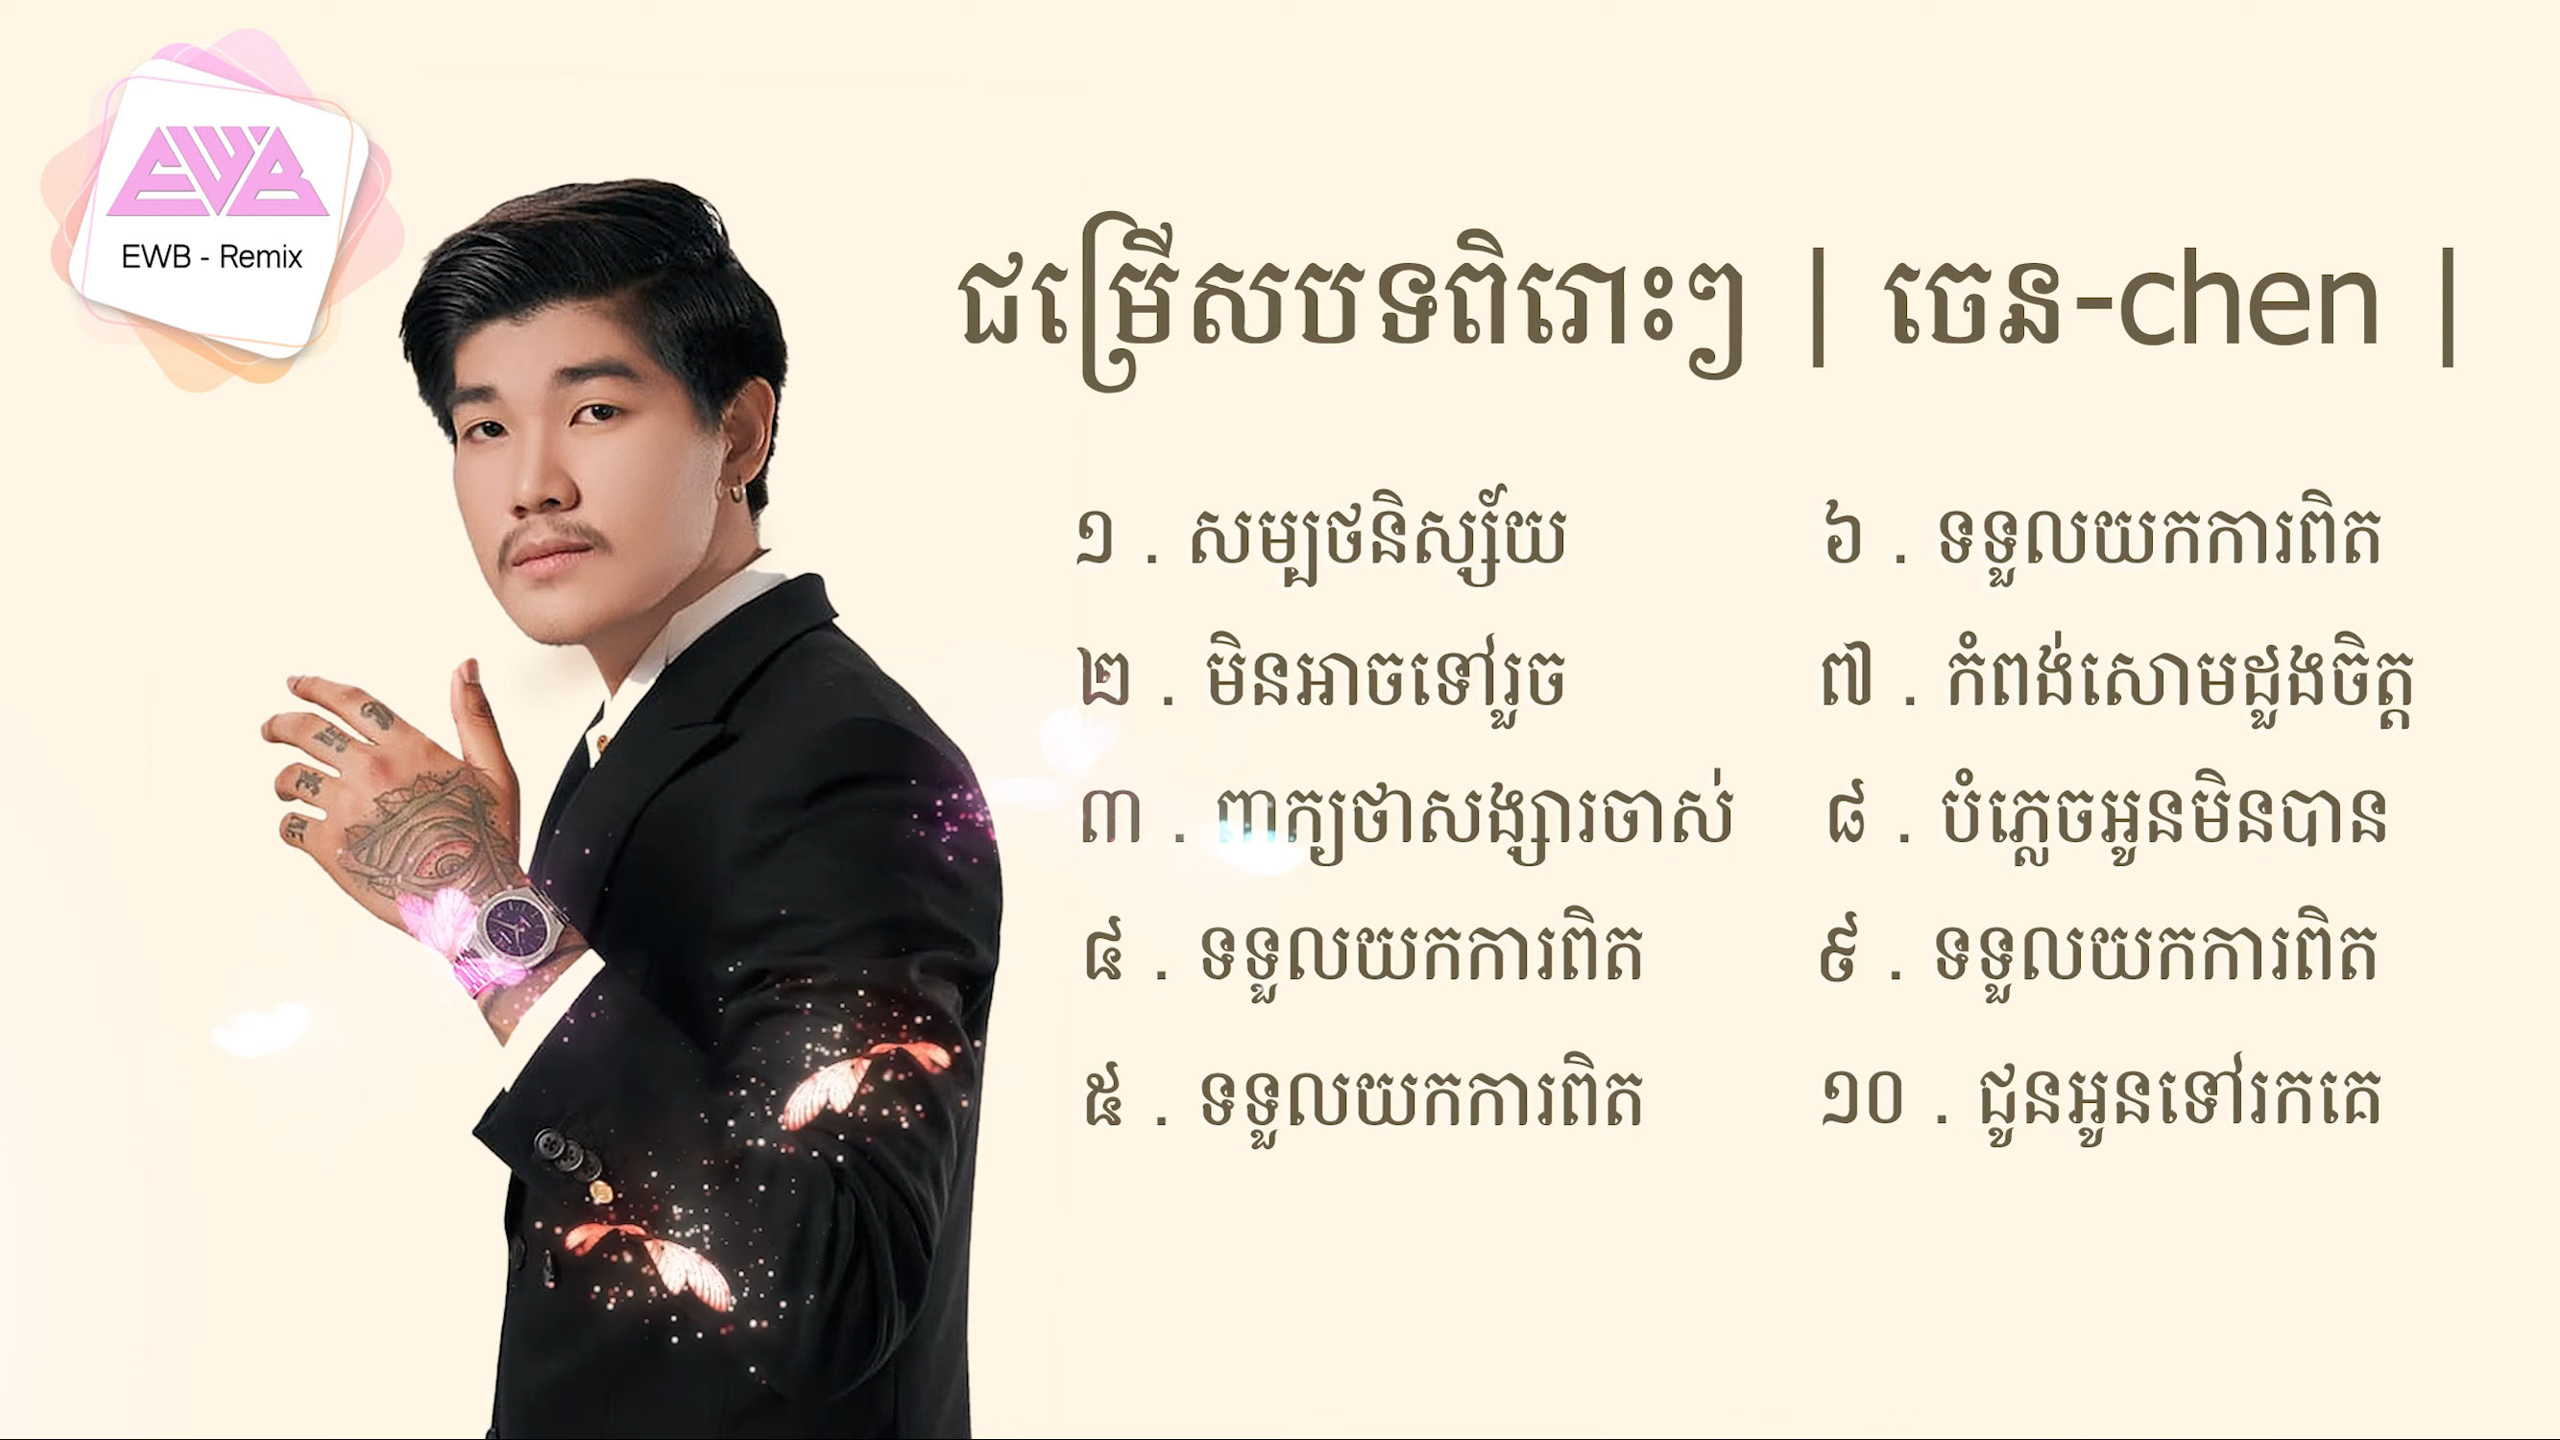 EWB
EWB - Remix
ជម្រើសបទពិរោះៗ | ចេន-chen |
១ . សម្បថនិស្ស័យ
២ . មិនអាចទៅរួច
៣ . ពាក្យថាសង្សារចាស់
៤ . ទទួលយកការពិត
៥ . ទទួលយកការពិត
៦ . ទទួលយកការពិត
៧ . កំពង់សោមដួងចិត្ត
៨ . បំភ្លេចអូនមិនបាន
៩ . ទទួលយកការពិត
១០ . ជូនអូនទៅរកគេ